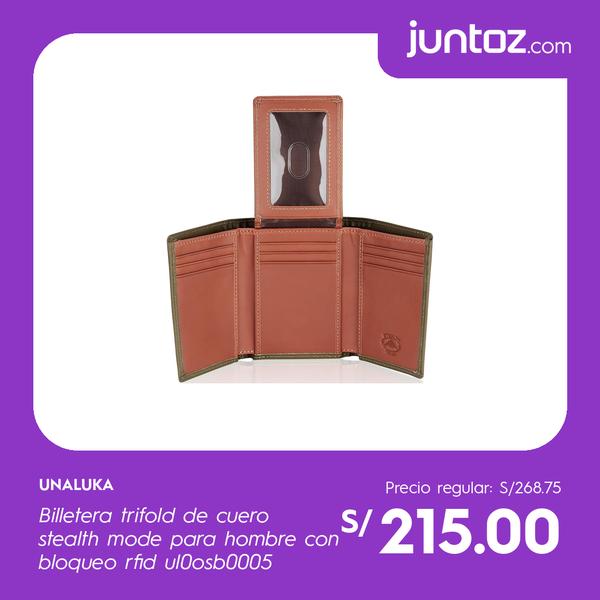 juntoz.com
UNALUKA
Billetera trifold de cuero
stealth mode para hombre con
bloqueo rfid ul0osb0005
Precio regular: S/268.75
S/215.00